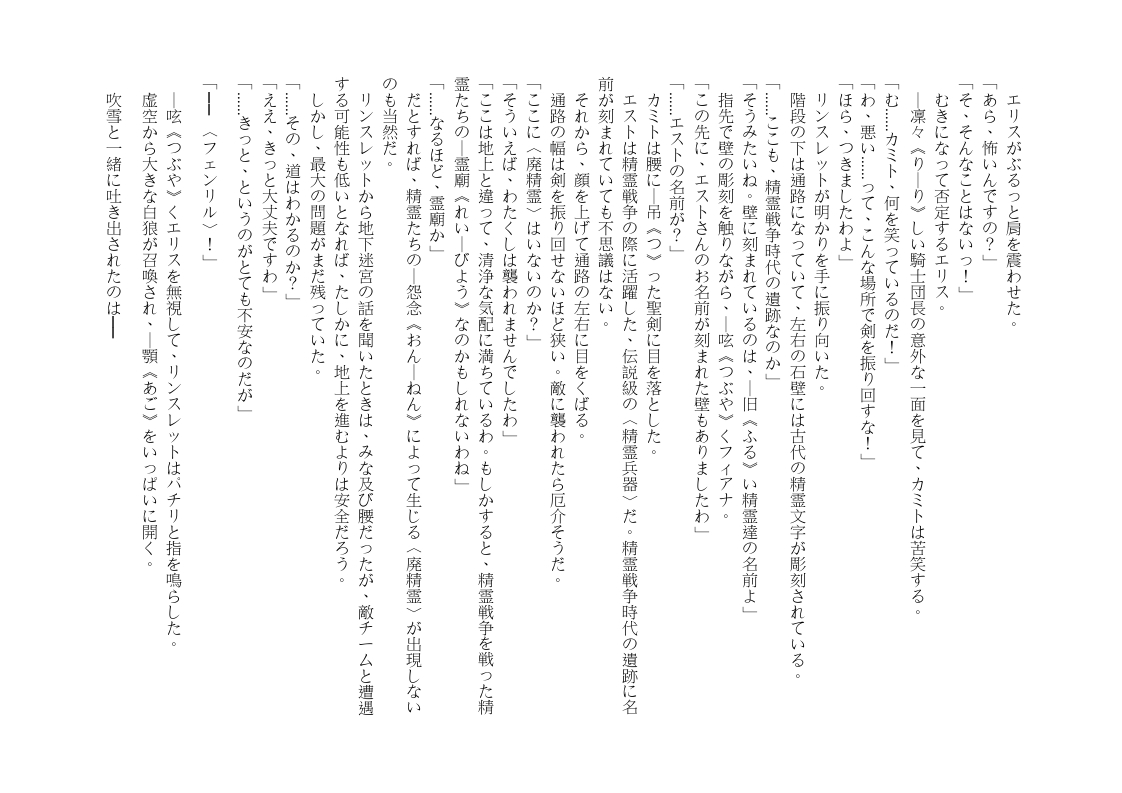 エリスがぶるっと肩を震わせた。
「あら、怖いんですの？」
「そ、そんなことはないっ！」
むきになって否定するエリス。
―凛々《りーり》しい騎士団長の意外な一面を見て、カミトは苦笑する。
「む……カミト、何を笑っているのだ！」
「わ、悪い……って、こんな場所で剣を振り回すな！」
「ほら、つきましたわよ」
リンスレットが明かりを手に振り向いた。
階段の下は通路になっていて、左右の石壁には古代の精霊文字が彫刻されている。
「……ここも、精霊戦争時代の遺跡なのか」
「そうみたいね。壁に刻まれているのは、―旧《ふる》い精霊達の名前よ」
指先で壁の彫刻を触りながら、―呟《つぶや》くフィアナ。
「この先に、エストさんのお名前が刻まれた壁もありましたわ」
「……エストの名前が？」
カミトは腰に―吊《つ》った聖剣に目を落とした。
エストは精霊戦争の際に活躍した、伝説級の〈精霊兵器〉だ。精霊戦争時代の遺跡に名
前が刻まれていても不思議はない。
それから、顔を上げて通路の左右に目をくばる。
通路の幅は剣を振り回せないほど狭い。敵に襲われたら厄介そうだ。
「ここに〈廃精霊〉はいないのか？」
「そういえば、わたくしは襲われませんでしたわ」
「ここは地上と違って、清浄な気配に満ちているわ。もしかすると、精霊戦争を戦った精
霊たちの―霊廟《れい―びよう》なのかもしれないわね」
「……なるほど、霊廟か」
だとすれば、精霊たちの―怨念《おん―ねん》によって生じる〈廃精霊〉が出現しない
のも当然だ。
リンスレットから地下迷宮の話を聞いたときは、みな及び腰だったが、敵チームと遭遇
する可能性も低いとなれば、たしかに、地上を進むよりは安全だろう。
しかし、最大の問題がまだ残っていた。
「……その、道はわかるのか？」
「ええ、きっと大丈夫ですわ」
「……きっと、というのがとても不安なのだが」
「━━〈フェンリル〉！」
―呟《つぶや》くエリスを無視して、リンスレットはパチリと指を鳴らした。
虚空から大きな白狼が召喚され、―顎《あご》をいっぱいに開く。
吹雪と一緒に吐き出されたのは━━